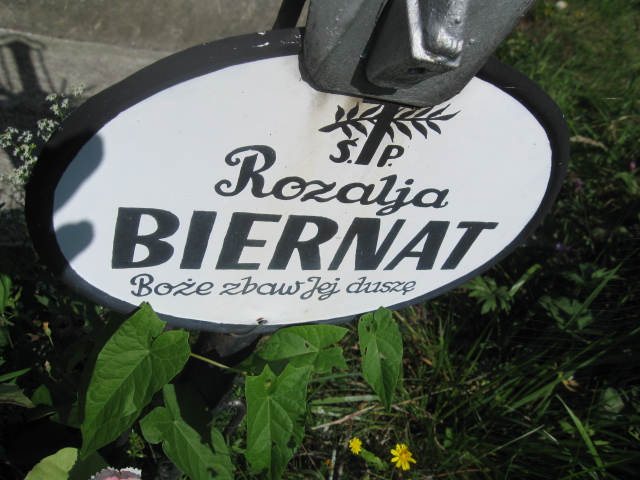 Ś.P.
Rozalja
BIERNAT
Boże zbaw Jej duszę